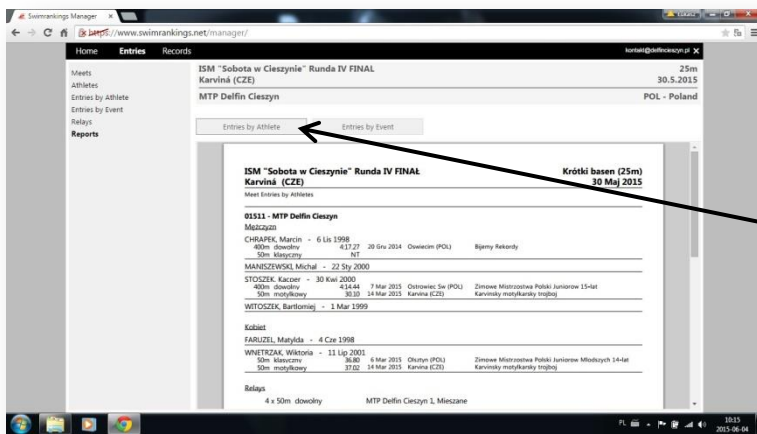 Swimrankings Manager
Łukasz
https://www.swimrankings.net/manager/
Home Entries Records
kontakt@delfincieszyn.pl X
Meets
Athletes
Entries by Athlete
Entries by Event
Relays
Reports
ISM "Sobota w Cieszynie" Runda IV FINAL 25m
Karviná (CZE) 30.5.2015
MTP Delfin Cieszyn POL - Poland
Entries by Athlete Entries by Event
ISM "Sobota w Cieszynie" Runda IV FINAŁ Krótki basen (25m)
Karviná (CZE) 30 Maj 2015
Meet Entries by Athletes
01511 - MTP Delfin Cieszyn
Mężczyzn
CHRAPEK, Marcin - 6 Lis 1998
400m dowolny 4:17.27 20 Gru 2014 Oswiecim (POL) Bijemy Rekordy
50m klasyczny NT
MANISZEWSKI, Michal - 22 Sty 2000
STOSZEK, Kacper - 30 Kwi 2000
400m dowolny 4:14.44 7 Mar 2015 Ostrowiec Sw (POL) Zimowe Mistrzostwa Polski Juniorow 15-lat
50m motylkowy 30.10 14 Mar 2015 Karvina (CZE) Karvinsky motylkarsky trojboj
WITOSZEK, Bartlomiej - 1 Mar 1999
Kobiet
FARUZEL, Matylda - 4 Cze 1998
WNETRZAK, Wiktoria - 11 Lip 2001
50m klasyczny 36.80 6 Mar 2015 Olsztyn (POL) Zimowe Mistrzostwa Polski Juniorow Mlodszych 14-lat
50m motylkowy 37.02 14 Mar 2015 Karvina (CZE) Karvinsky motylkarsky trojboj
Relays
4 x 50m dowolny MTP Delfin Cieszyn 1, Mieszane
PL 10:15
2015-06-04